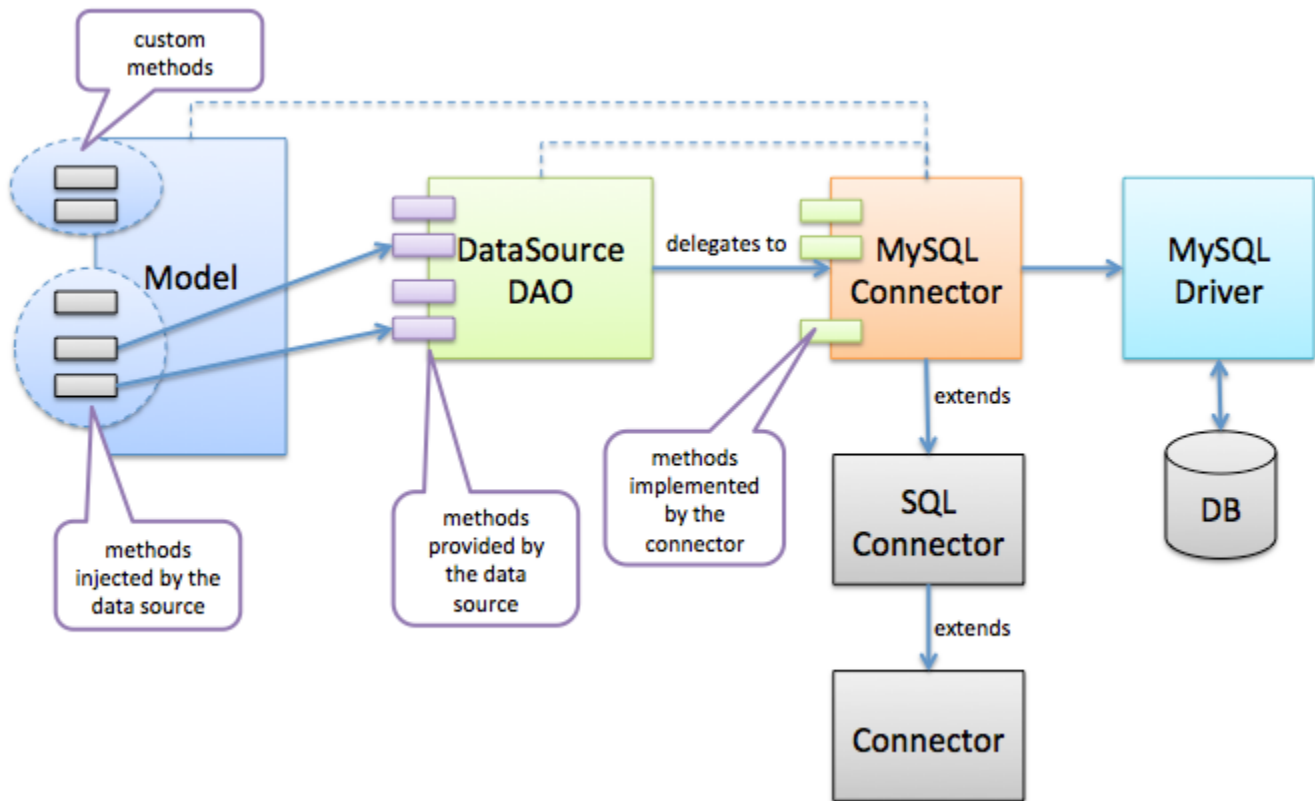 custom
methods
Model
DataSource
DAO
delegates to
MySQL
Connector
MySQL
Driver
extends
methods
implemented
by the
connector
SQL
Connector
DB
methods
injected by the
data source
methods
provided by
the data
source
extends
Connector